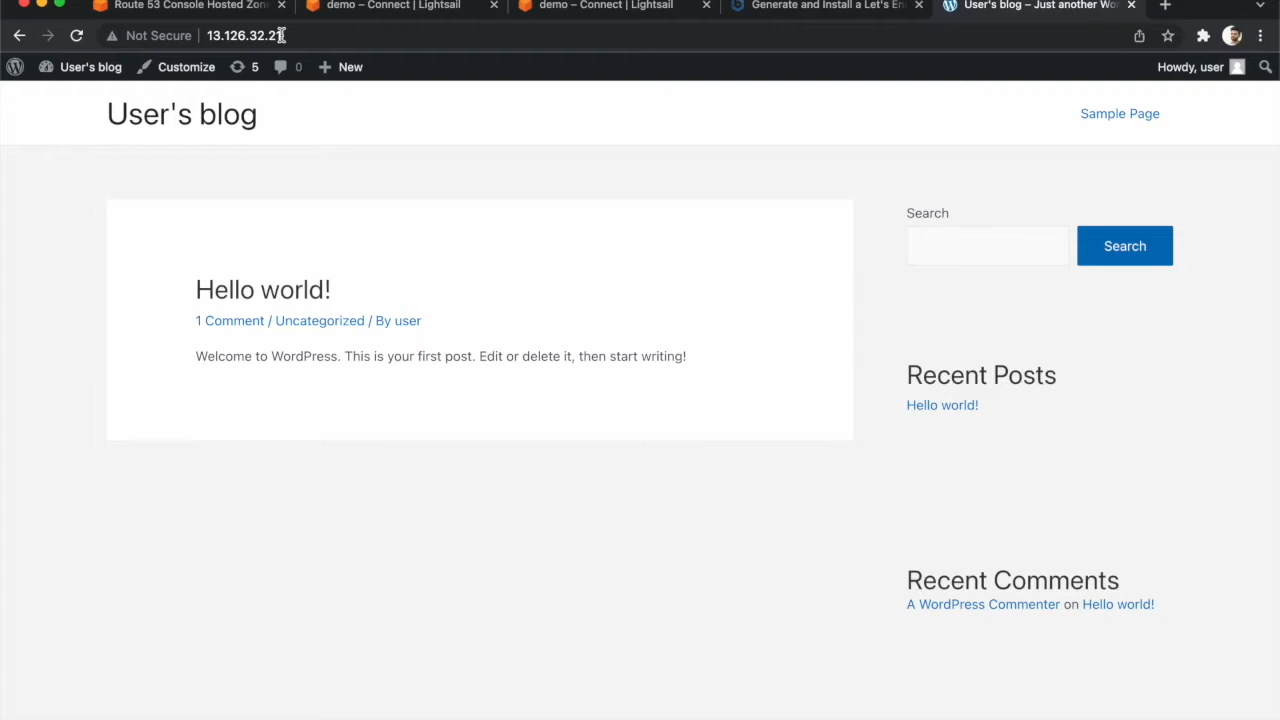 Route 53 Console Hosted Zon
demo – Connect | Lightsail
demo – Connect | Lightsail
Generate and Install a Let's En
User's blog – Just another Wor
Not Secure
13.126.32.21
User's blog
Customize
5
0
New
Howdy, user
User's blog
Sample Page
Hello world!
1 Comment / Uncategorized / By user
Welcome to WordPress. This is your first post. Edit or delete it, then start writing!
Search
Search
Recent Posts
Hello world!
Recent Comments
A WordPress Commenter on Hello world!